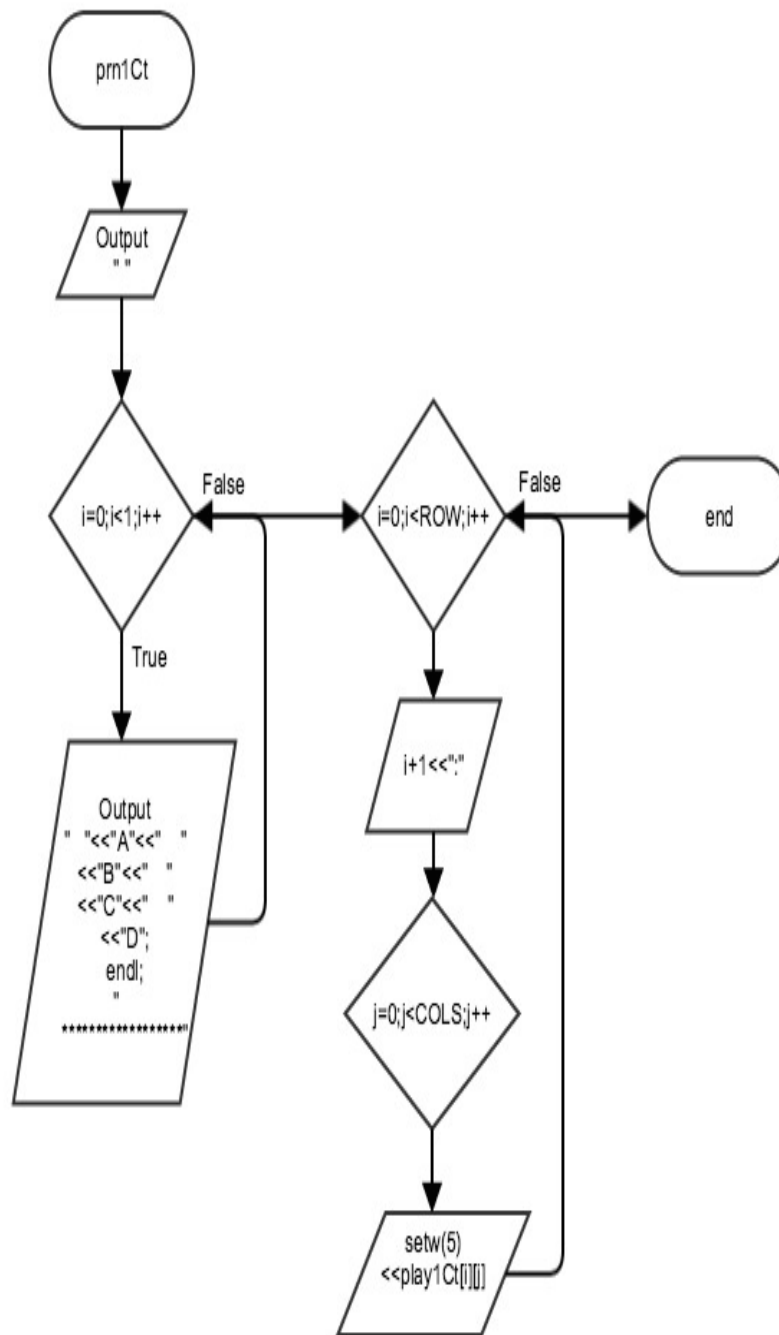 prn1Ct
Output
" "
i=0;i<1;i++
False
True
Output
"   "<<"A"<<"    "
<<"B"<<"   "
<<"C"<<"    "
<<"D";
endl;
"
******************"
i=0;i<ROW;i++
False
i+1<<":"
j=0;j<COLS;j++
setw(5)
<<play1Ct[i][j]
end